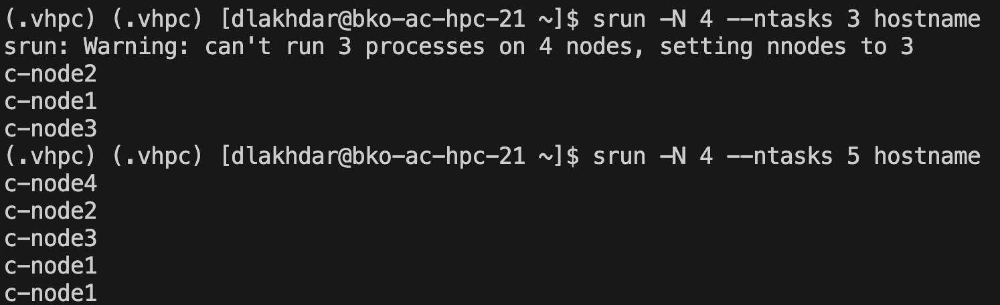 (.vhpc) (.vhpc) [dlakhdar@bko-ac-hpc-21 ~]$ srun -N 4 --ntasks 3 hostname
srun: Warning: can't run 3 processes on 4 nodes, setting nnodes to 3
c-node2
c-node1
c-node3
(.vhpc) (.vhpc) [dlakhdar@bko-ac-hpc-21 ~]$ srun -N 4 --ntasks 5 hostname
c-node4
c-node2
c-node3
c-node1
c-node1